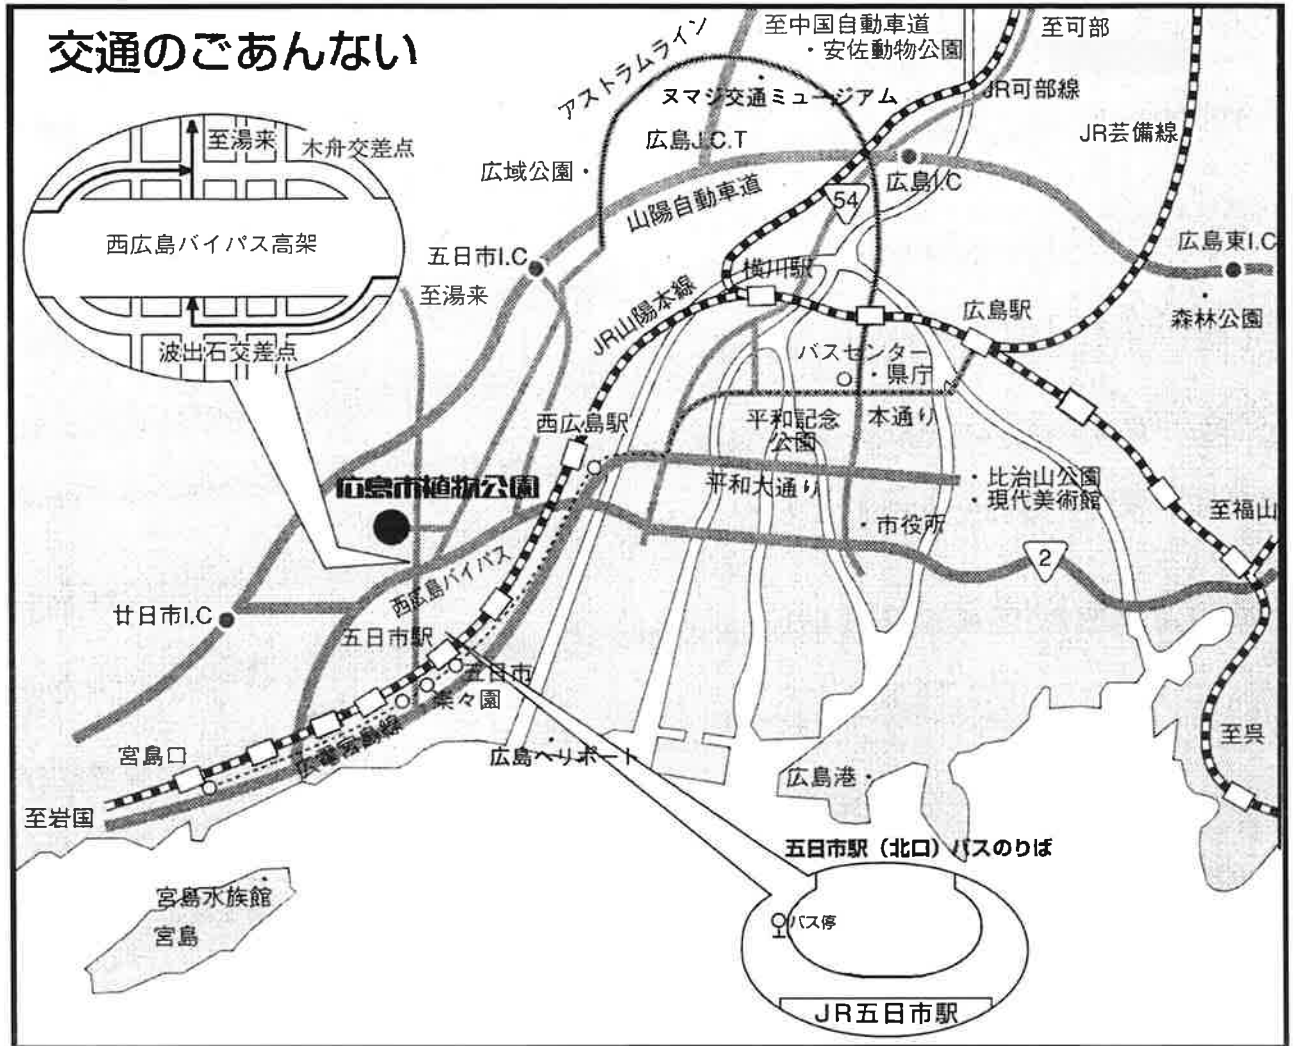 交通のごあんない
至中国自動車道
・安佐動物公園
至可部
アストラムライン
ヌマジ交通ミュージアム
JR可部線
JR芸備線
広島J.C.T
至湯来
木舟交差点
広域公園・
広島I.C
山陽自動車道
54
西広島バイパス高架
五日市I.C
広島東I.C
横川駅
至湯来
JR山陽本線
広島駅
森林公園
波出石交差点
バスセンター
・県庁
西広島駅
平和記念
公園
本通り
・比治山公園
・現代美術館
広島市植物公園
平和大通り
至福山
・市役所
2
西広島バイパス
廿日市I.C
五日市駅
五日市
楽々園
宮島口
広電宮島線
広島ヘリポート
至呉
広島港・
至岩国
五日市駅（北口）バスのりば
宮島水族館
宮島
バス停
JR五日市駅